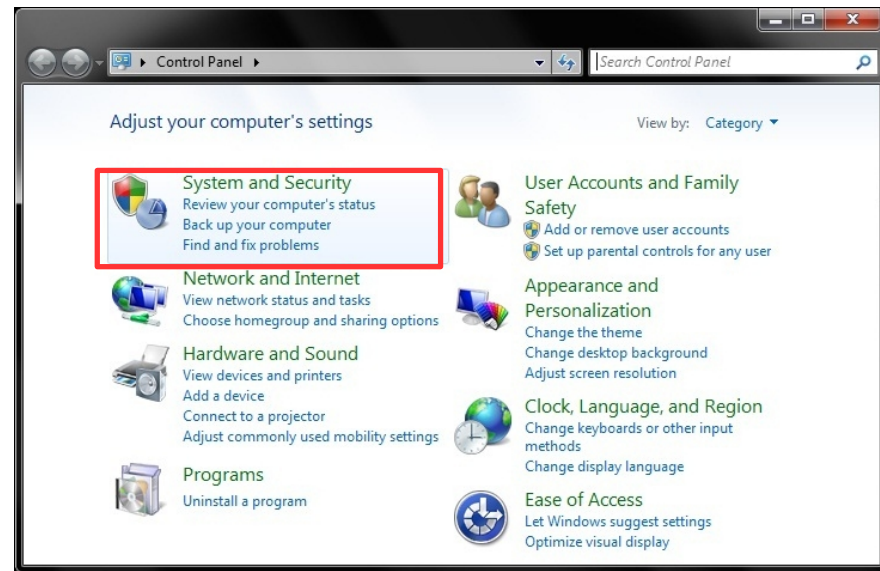 Control Panel
Search Control Panel
Adjust your computer's settings
View by: Category
System and Security
Review your computer's status
Back up your computer
Find and fix problems
Network and Internet
View network status and tasks
Choose homegroup and sharing options
Hardware and Sound
View devices and printers
Add a device
Connect to a projector
Adjust commonly used mobility settings
Programs
Uninstall a program
User Accounts and Family
Safety
Add or remove user accounts
Set up parental controls for any user
Appearance and
Personalization
Change the theme
Change desktop background
Adjust screen resolution
Clock, Language, and Region
Change keyboards or other input
methods
Change display language
Ease of Access
Let Windows suggest settings
Optimize visual display